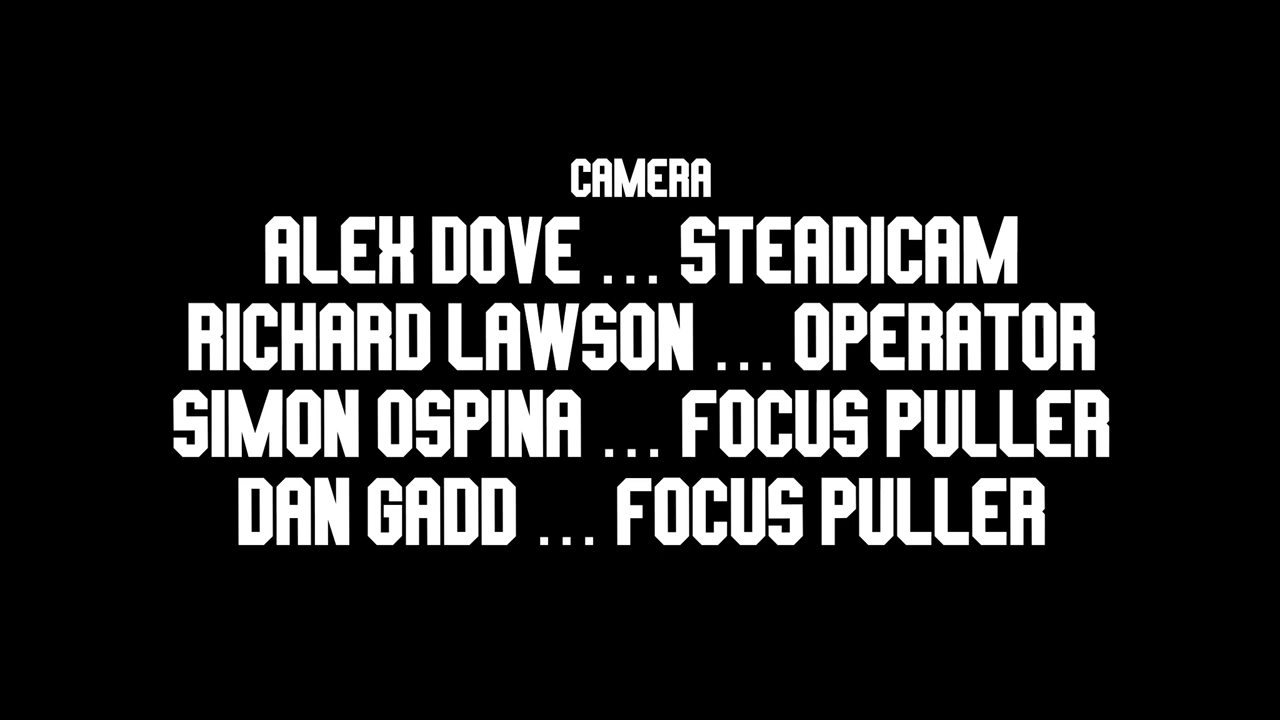 CAMERA
ALEX DOVE ... STEADICAM
RICHARD LAWSON ... OPERATOR
SIMON OSPINA ... FOCUS PULLER
DAN GADD ... FOCUS PULLER